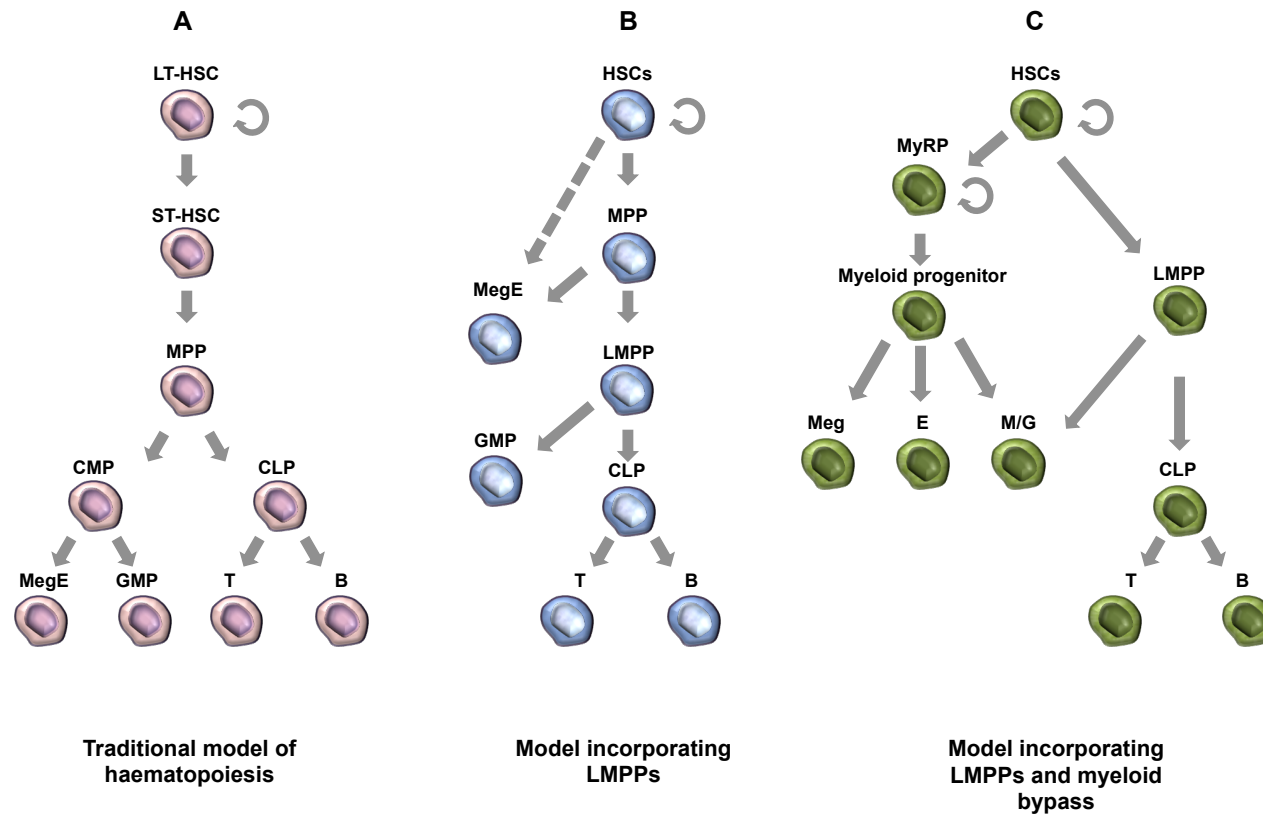 A
LT-HSC
ST-HSC
MPP
CMP
CLP
MegE
GMP
T
B
Traditional model of
haematopoiesis
B
HSCs
MPP
MegE
LMPP
GMP
CLP
T
B
Model incorporating
LMPPs
C
HSCs
MyRP
Myeloid progenitor
LMPP
Meg
E
M/G
CLP
T
B
Model incorporating
LMPPs and myeloid
bypass